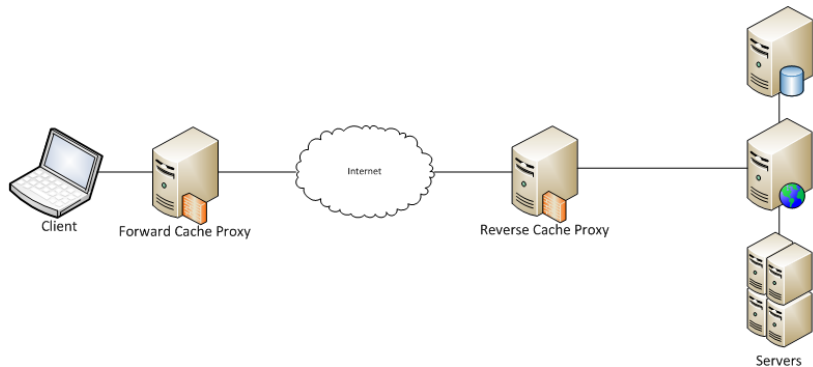 Internet
Client
Forward Cache Proxy
Reverse Cache Proxy
Servers